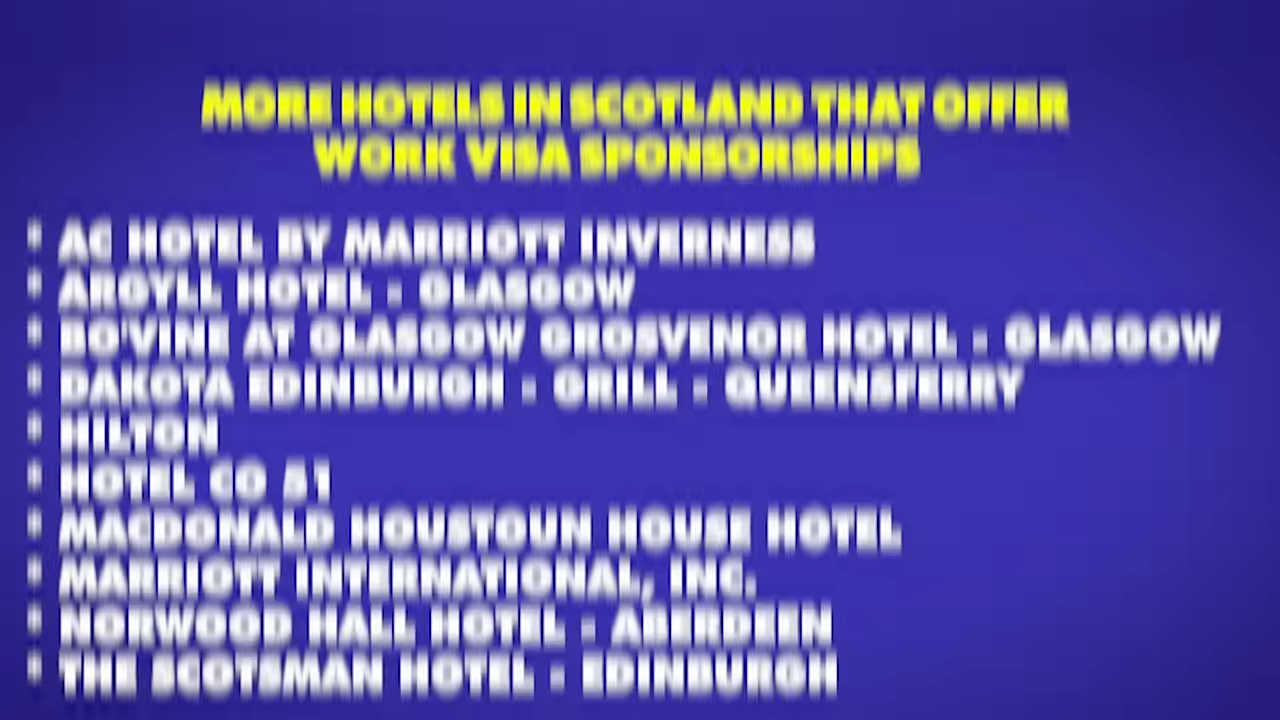 MORE HOTELS IN SCOTLAND THAT OFFER
WORK VISA SPONSORSHIPS
AC HOTEL BY MARRIOTT INVERNESS
ARGYLL HOTEL - GLASGOW
BO'VINE AT GLASGOW GROSVENOR HOTEL - GLASGOW
DAKOTA EDINBURGH - GRILL - QUEENSFERRY
HILTON
HOTEL CO 51
MACDONALD HOUSTOUN HOUSE HOTEL
MARRIOTT INTERNATIONAL, INC.
NORWOOD HALL HOTEL - ABERDEEN
THE SCOTSMAN HOTEL - EDINBURGH